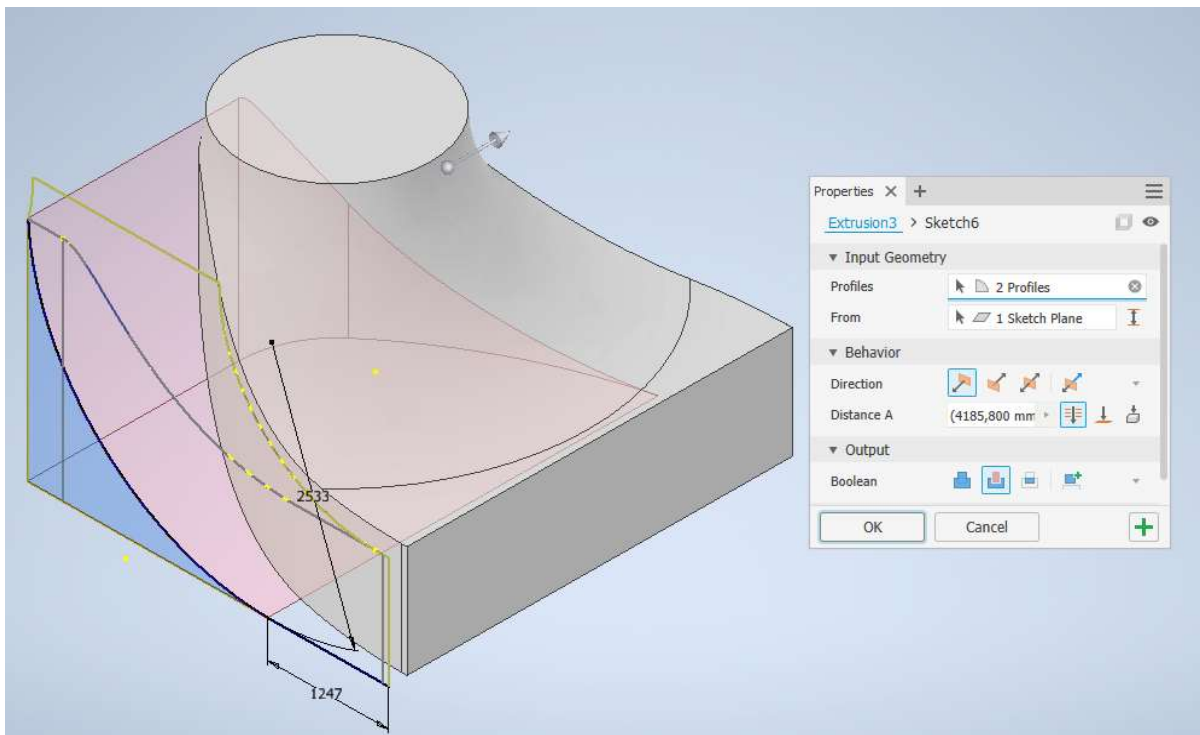 Properties × +
Extrusion3 > Sketch6
Input Geometry
Profiles 2 Profiles
From 1 Sketch Plane
Behavior
Direction
Distance A (4185,800 mm
Output
Boolean
OK Cancel +
2533
1247